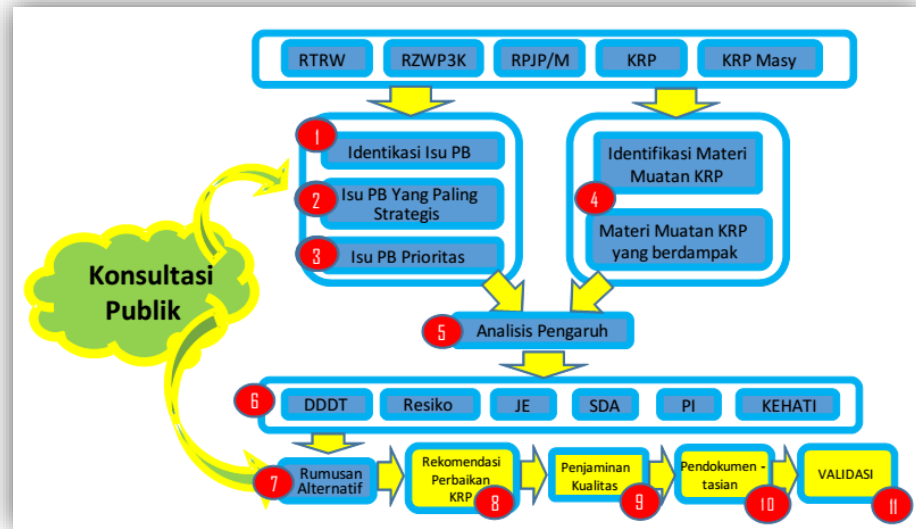 RTRW
RZWP3K
RPJP/M
KRP
KRP Masy
1
Identikasi Isu PB
2
Isu PB Yang Paling
Strategis
3
Isu PB Prioritas
Identifikasi Materi
Muatan KRP
4
Materi Muatan KRP
yang berdampak
Konsultasi
Publik
5
Analisis Pengaruh
6
DDDT
Resiko
JE
SDA
PI
KEHATI
7
Rumusan
Alternatif
Rekomendasi
Perbaikan
KRP
8
Penjaminan
Kualitas
9
Pendokumen -
tasian
10
VALIDASI
11